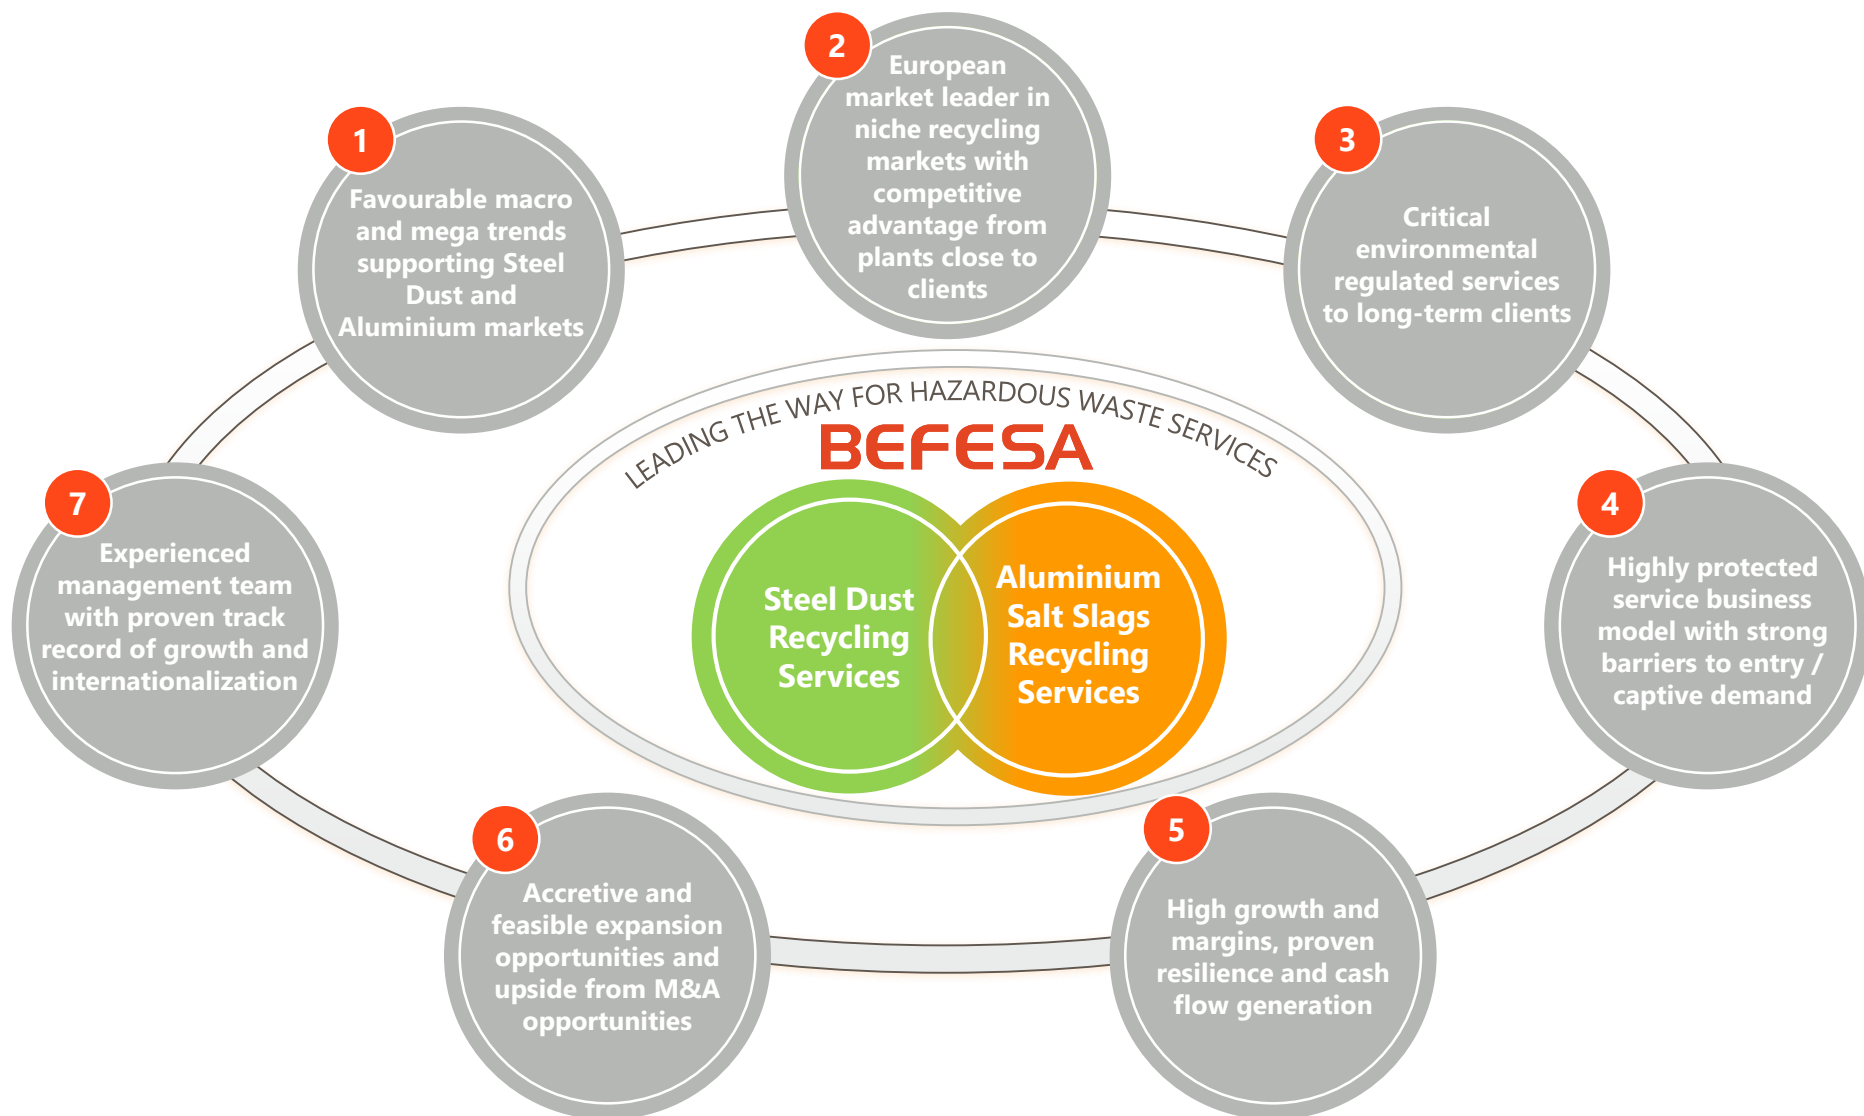 1
Favourable macro
and mega trends
supporting Steel
Dust and
Aluminium markets
2
European
market leader in
niche recycling
markets with
competitive
advantage from
plants close to
clients
3
Critical
environmental
regulated services
to long-term clients
4
Highly protected
service business
model with strong
barriers to entry /
captive demand
5
High growth and
margins, proven
resilience and cash
flow generation
6
Accretive and
feasible expansion
opportunities and
upside from M&A
opportunities
7
Experienced
management team
with proven track
record of growth and
internationalization
LEADING THE WAY FOR HAZARDOUS WASTE SERVICES
BEFESA
Steel Dust
Recycling
Services
Aluminium
Salt Slags
Recycling
Services